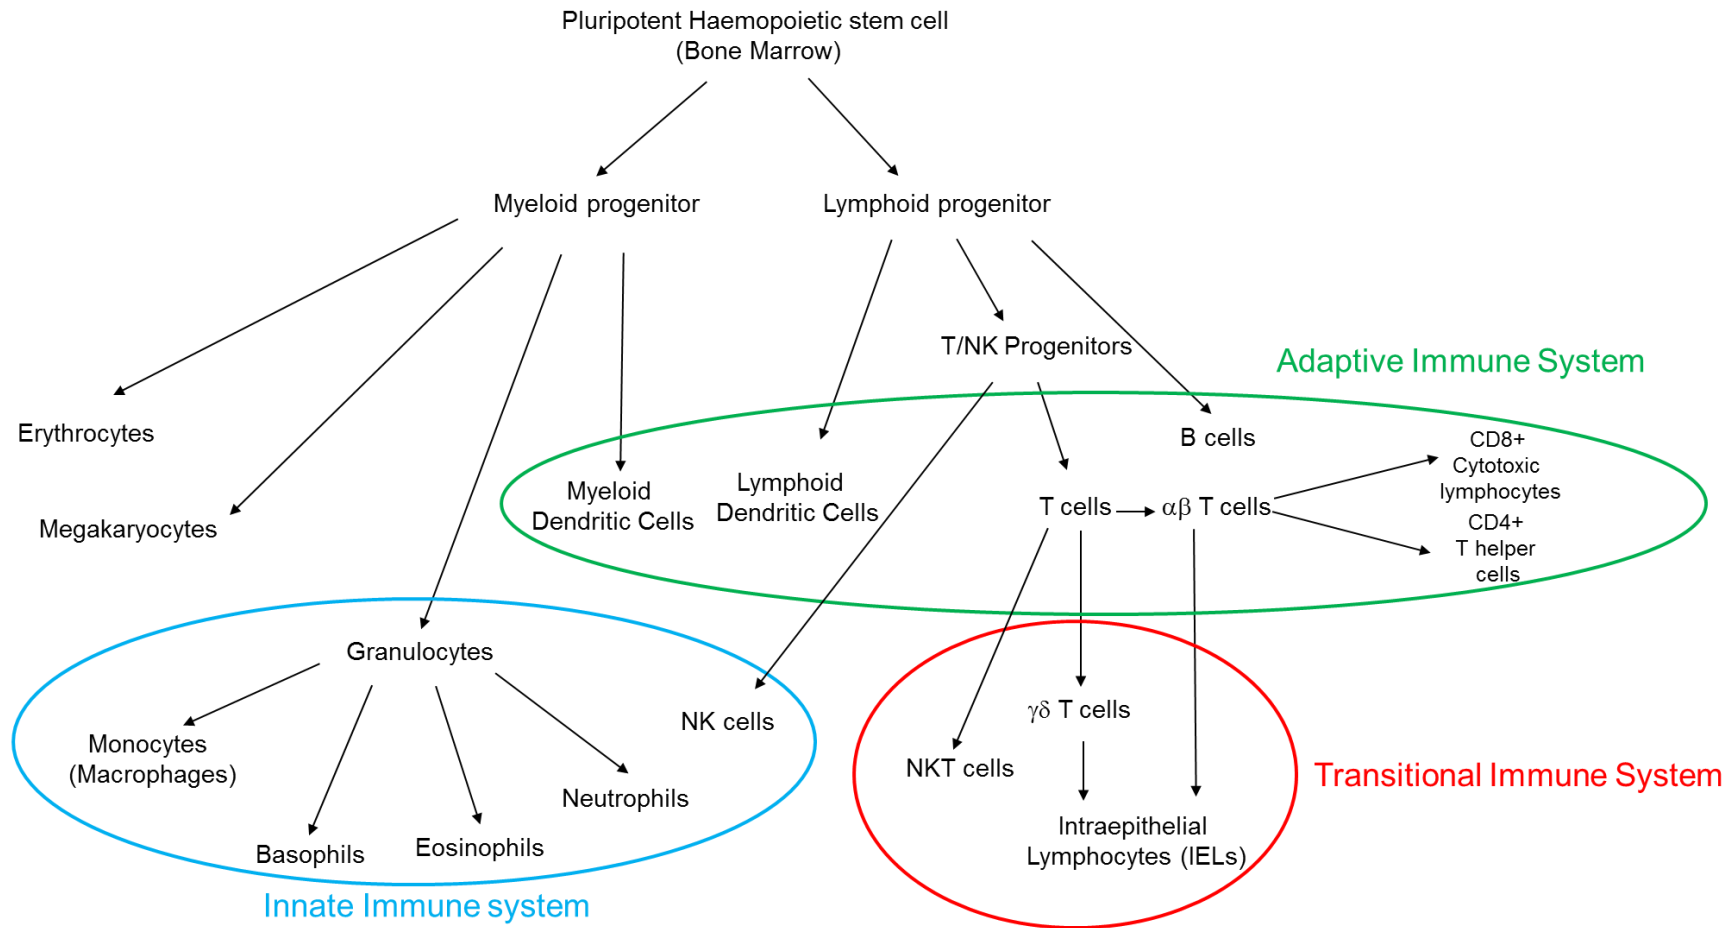 Pluripotent Haemopoietic stem cell
(Bone Marrow)
Myeloid progenitor
Lymphoid progenitor
T/NK Progenitors
Adaptive Immune System
Erythrocytes
B cells
CD8+
Cytotoxic
lymphocytes
Megakaryocytes
Myeloid
Dendritic Cells
Lymphoid
Dendritic Cells
T cells
αβ T cells
CD4+
T helper
cells
Granulocytes
Monocytes
(Macrophages)
NK cells
γδ T cells
NKT cells
Transitional Immune System
Neutrophils
Basophils
Eosinophils
Intraepithelial
Lymphocytes (IELs)
Innate Immune system